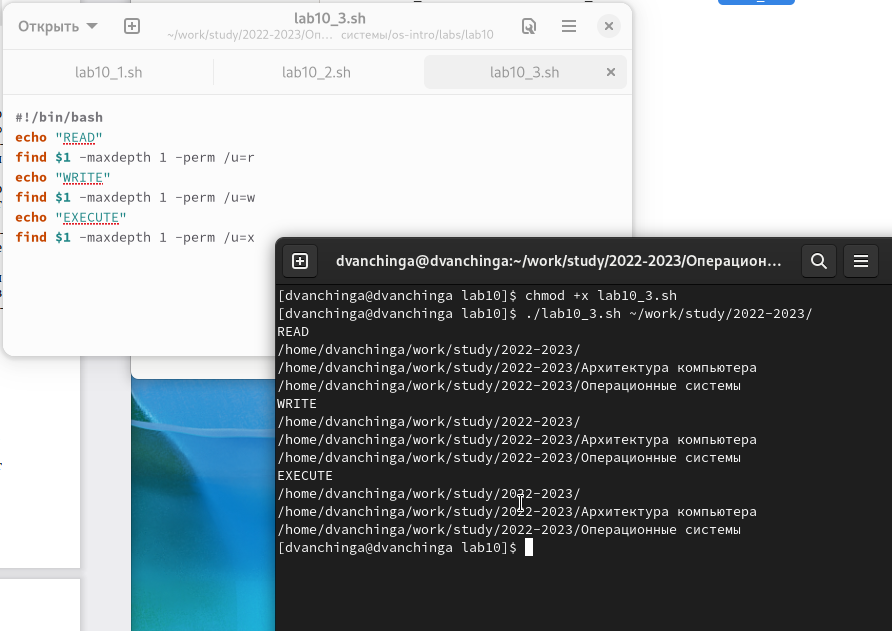 Открыть
lab10_3.sh
~/work/study/2022-2023/Оп... системы/os-intro/labs/lab10
lab10_1.sh
lab10_2.sh
lab10_3.sh
#!/bin/bash
echo "READ"
find $1 -maxdepth 1 -perm /u=r
echo "WRITE"
find $1 -maxdepth 1 -perm /u=w
echo "EXECUTE"
find $1 -maxdepth 1 -perm /u=x
dvanchinga@dvanchinga:~/work/study/2022-2023/Операцион...
[dvanchinga@dvanchinga lab10]$ chmod +x lab10_3.sh
[dvanchinga@dvanchinga lab10]$ ./lab10_3.sh ~/work/study/2022-2023/
READ
/home/dvanchinga/work/study/2022-2023/
/home/dvanchinga/work/study/2022-2023/Архитектура компьютера
/home/dvanchinga/work/study/2022-2023/Операционные системы
WRITE
/home/dvanchinga/work/study/2022-2023/
/home/dvanchinga/work/study/2022-2023/Архитектура компьютера
/home/dvanchinga/work/study/2022-2023/Операционные системы
EXECUTE
/home/dvanchinga/work/study/2022-2023/
/home/dvanchinga/work/study/2022-2023/Архитектура компьютера
/home/dvanchinga/work/study/2022-2023/Операционные системы
[dvanchinga@dvanchinga lab10]$